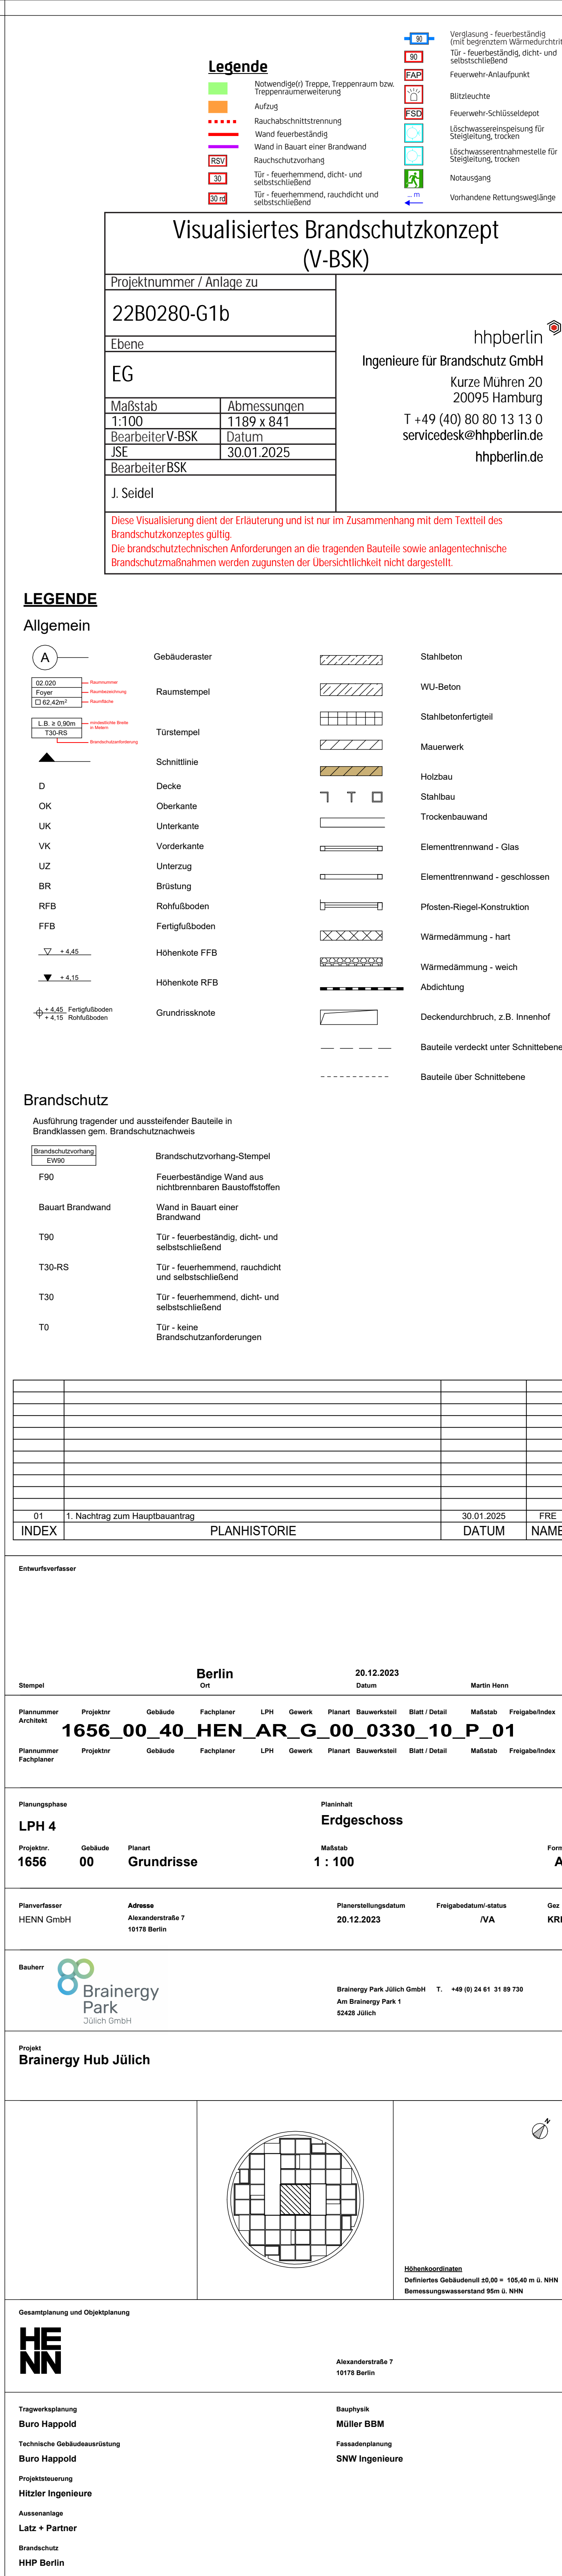 Legende
Notwendige(r) Treppe, Treppenraum bzw.
Treppenraumerweiterung
Aufzug
Rauchabschnittstrennung
Wand feuerbeständig
Wand in Bauart einer Brandwand
RSV Rauchschutzvorhang
30 Tür - feuerhemmend, dicht- und
selbstschließend
30 rd Tür - feuerhemmend, rauchdicht und
selbstschließend
90 Verglasung - feuerbeständig
(mit begrenztem Wärmedurchtrit
90 Tür - feuerbeständig, dicht- und
selbstschließend
FAP Feuerwehr-Anlaufpunkt
Blitzleuchte
FSD Feuerwehr-Schlüsseldepot
Löschwassereinspeisung für
Steigleitung, trocken
Löschwasserentnahmestelle für
Steigleitung, trocken
Notausgang
_ m Vorhandene Rettungsweglänge
Visualisiertes Brandschutzkonzept
(V-BSK)
Projektnummer / Anlage zu
22B0280-G1b
Ebene
EG
Maßstab Abmessungen
1:100 1189 x 841
Bearbeiter V-BSK Datum
JSE 30.01.2025
Bearbeiter BSK
J. Seidel
hhpberlin
Ingenieure für Brandschutz GmbH
Kurze Mühren 20
20095 Hamburg
T +49 (40) 80 80 13 13 0
servicedesk@hhpberlin.de
hhpberlin.de
Diese Visualisierung dient der Erläuterung und ist nur im Zusammenhang mit dem Textteil des
Brandschutzkonzeptes gültig.
Die brandschutztechnischen Anforderungen an die tragenden Bauteile sowie anlagentechnische
Brandschutzmaßnahmen werden zugunsten der Übersichtlichkeit nicht dargestellt.
LEGENDE
Allgemein
A Gebäuderaster
02.020 Raumnummer
Foyer Raumbezeichnung
62,42m² Raumfläche
Raumstempel
L.B. ≥ 0,90m mindestlichte Breite
in Metern
T30-RS
Brandschutzanforderung
Türstempel
Schnittlinie
D Decke
OK Oberkante
UK Unterkante
VK Vorderkante
UZ Unterzug
BR Brüstung
RFB Rohfußboden
FFB Fertigfußboden
+ 4,45 Höhenkote FFB
+ 4,15 Höhenkote RFB
+ 4,45 Fertigfußboden
+ 4,15 Rohfußboden
Grundrissknote
Stahlbeton
WU-Beton
Stahlbetonfertigteil
Mauerwerk
Holzbau
Stahlbau
Trockenbauwand
Elementtrennwand - Glas
Elementtrennwand - geschlossen
Pfosten-Riegel-Konstruktion
Wärmedämmung - hart
Wärmedämmung - weich
Abdichtung
Deckendurchbruch, z.B. Innenhof
Bauteile verdeckt unter Schnittebene
Bauteile über Schnittebene
Brandschutz
Ausführung tragender und aussteifender Bauteile in
Brandklassen gem. Brandschutznachweis
Brandschutzvorhang
EW90
Brandschutzvorhang-Stempel
F90 Feuerbeständige Wand aus
nichtbrennbaren Baustoffstoffen
Bauart Brandwand Wand in Bauart einer
Brandwand
T90 Tür - feuerbeständig, dicht- und
selbstschließend
T30-RS Tür - feuerhemmend, rauchdicht
und selbstschließend
T30 Tür - feuerhemmend, dicht- und
selbstschließend
T0 Tür - keine
Brandschutzanforderungen
01 1. Nachtrag zum Hauptbauantrag 30.01.2025 FRE
INDEX PLANHISTORIE DATUM NAME
Entwurfsverfasser
Berlin 20.12.2023
Stempel Ort Datum Martin Henn
Plannummer Projektnr Gebäude Fachplaner LPH Gewerk Planart Bauwerksteil Blatt / Detail Maßstab Freigabe/Index
Architekt
1656_00_40_HEN_AR_G_00_0330_10_P_01
Plannummer Projektnr Gebäude Fachplaner LPH Gewerk Planart Bauwerksteil Blatt / Detail Maßstab Freigabe/Index
Fachplaner
Planungsphase Planinhalt
LPH 4 Erdgeschoss
Projektnr. Gebäude Planart Maßstab Form
1656 00 Grundrisse 1 : 100 A
Planverfasser Adresse Planerstellungsdatum Freigabedatum/-status Gez
HENN GmbH Alexanderstraße 7 20.12.2023 /VA KRI
10178 Berlin
Bauherr
Brainergy
Park
Jülich GmbH
Brainergy Park Jülich GmbH T. +49 (0) 24 61 31 89 730
Am Brainergy Park 1
52428 Jülich
Projekt
Brainergy Hub Jülich
N
Höhenkoordinaten
Definiertes Gebäudenull ±0,00 = 105,40 m ü. NHN
Bemessungswasserstand 95m ü. NHN
Gesamtplanung und Objektplanung
HE
NN
Alexanderstraße 7
10178 Berlin
Tragwerksplanung Bauphysik
Buro Happold Müller BBM
Technische Gebäudeausrüstung Fassadenplanung
Buro Happold SNW Ingenieure
Projektsteuerung
Hitzler Ingenieure
Aussenanlage
Latz + Partner
Brandschutz
HHP Berlin